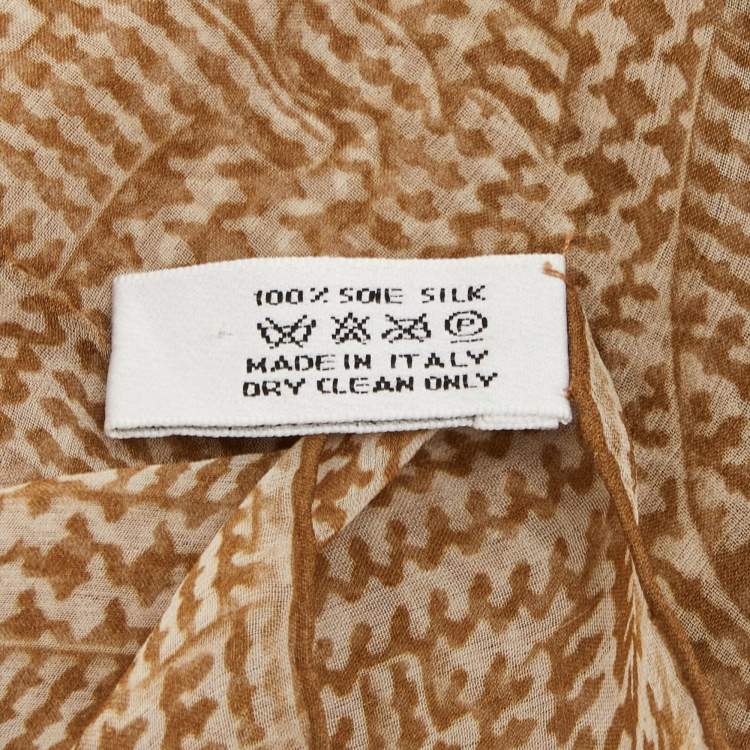 100% SOIE SILK
P
MADE IN ITALY
DRY CLEAN ONLY